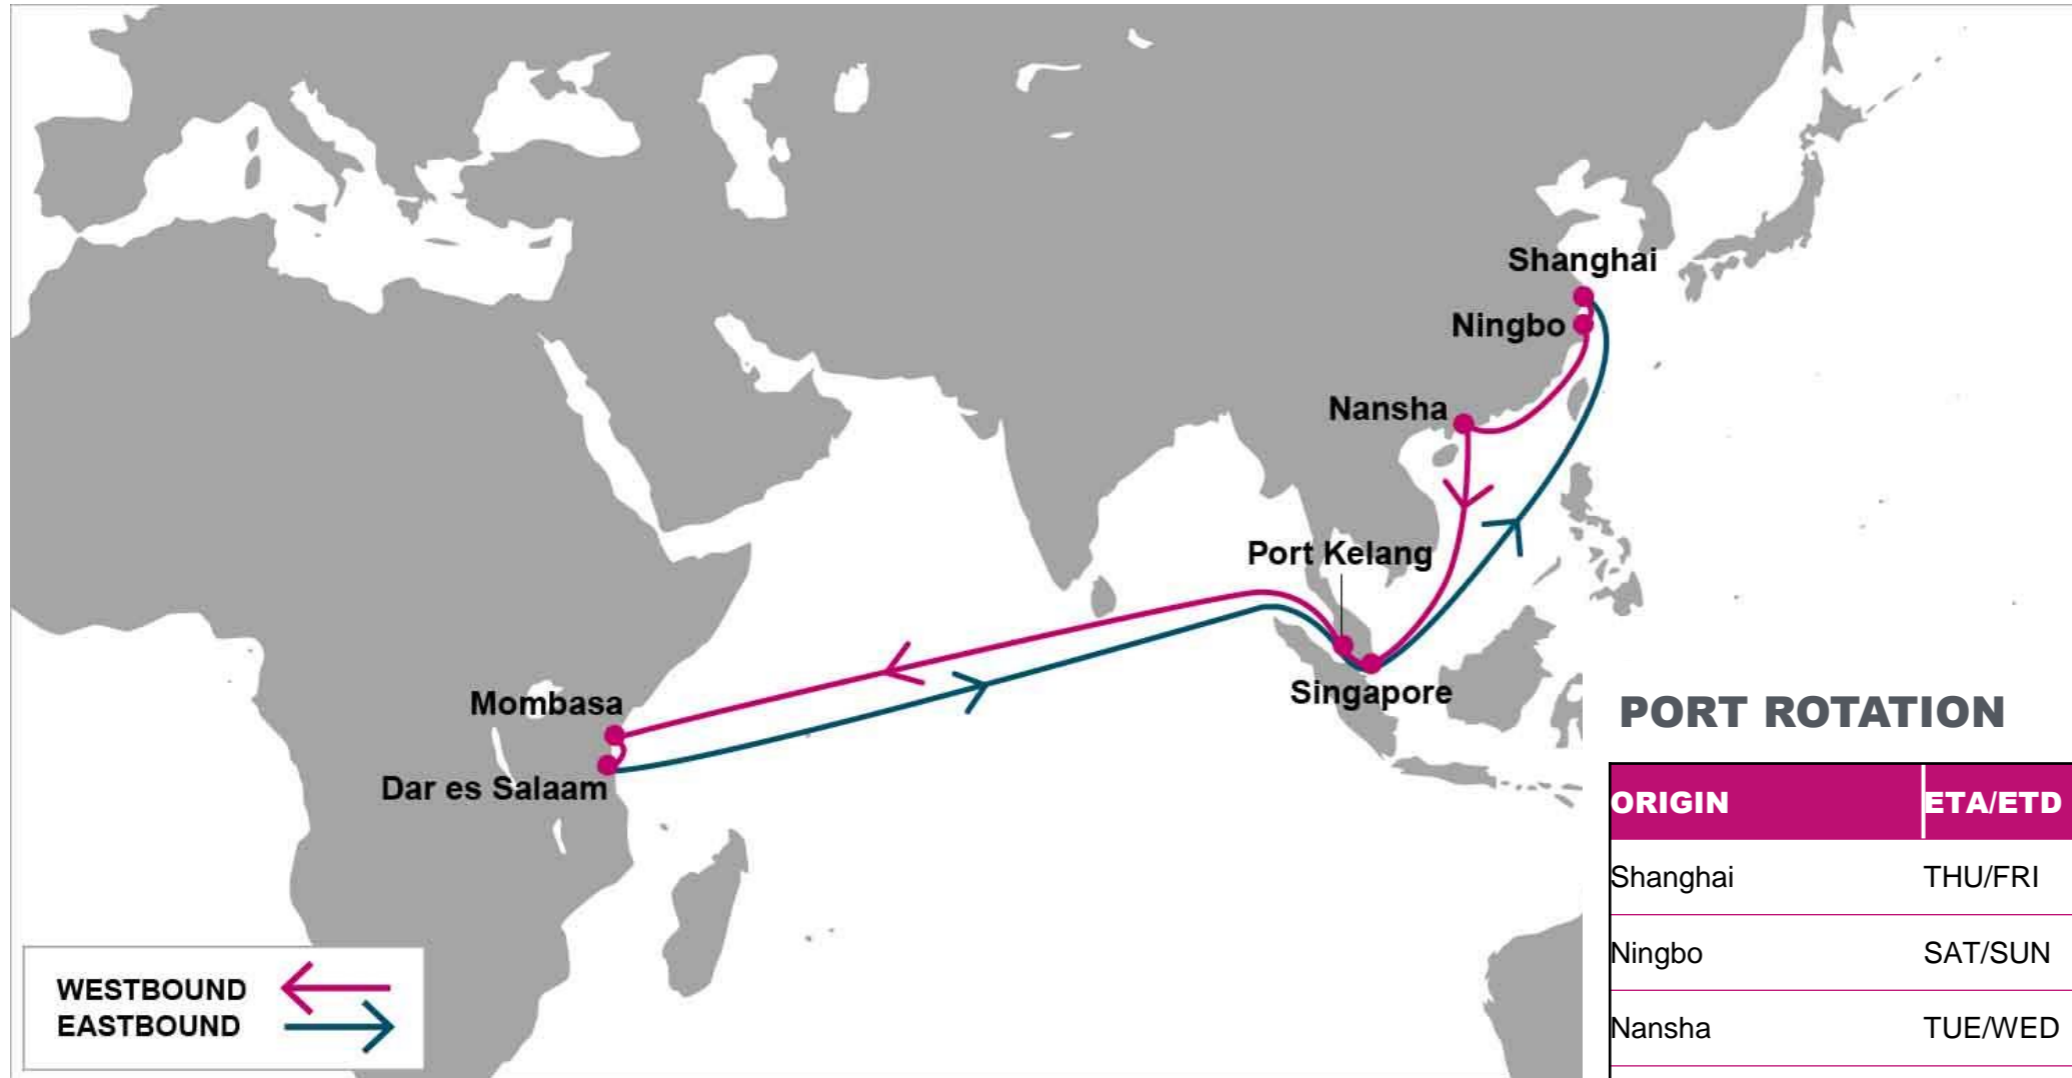 Shanghai
Ningbo
Nansha
Port Kelang
Singapore
Mombasa
Dar es Salaam
WESTBOUND
EASTBOUND
PORT ROTATION
ORIGIN ETA/ETD
Shanghai THU/FRI
Ningbo SAT/SUN
Nansha TUE/WED